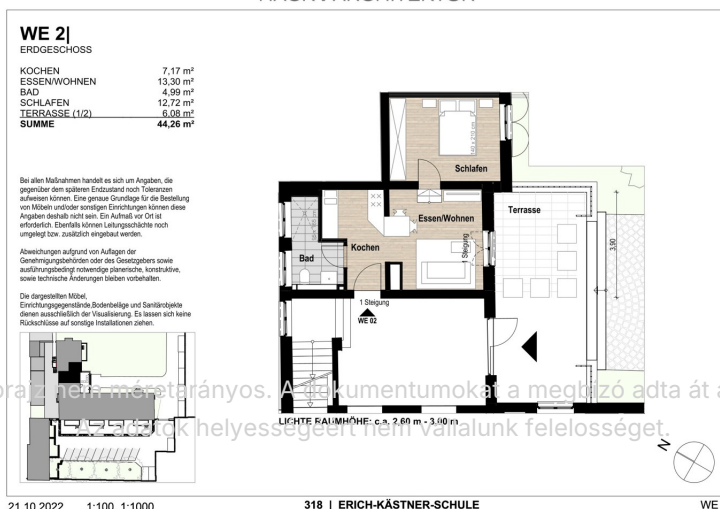 WE 2|
ERDGESCHOSS
KOCHEN 7,17 m²
ESSEN/WOHNEN 13,30 m²
BAD 4,99 m²
SCHLAFEN 12,72 m²
TERRASSE (1/2) 6,08 m²
SUMME 44,26 m²
Bei allen Maßnahmen handelt es sich um Angaben, die
gegenüber dem späteren Endzustand noch Toleranzen
aufweisen können. Eine genaue Grundlage für die Bestellung
von Möbeln und/oder sonstigen Einrichtungen können diese
Angaben deshalb nicht sein. Ein Aufmaß vor Ort ist
erforderlich. Ebenfalls können Leitungsschächte noch
umgelegt bzw. zusätzlich eingebaut werden.
Abweichungen aufgrund von Auflagen der
Genehmigungsbehörden oder des Gesetzgebers sowie
ausführungsbedingt notwendige planerische, konstruktive,
sowie technische Änderungen bleiben vorbehalten.
Die dargestellten Möbel,
Einrichtungsgegenstände,Bodenbeläge und Sanitärobjekte
dienen ausschließlich der Visualisierung. Es lassen sich keine
Rückschlüsse auf sonstige Installationen ziehen.
140 x 210 cm
Schlafen
Essen/Wohnen
Terrasse
3,90
1 Steigung
Kochen
Bad
1 Steigung
WE 02
nem méretarányos. A dokumentumokat a megbízó adta át
Az adatok helyességéért nem vállalunk felelősséget.
LICHTE RAUMHÖHE: c.a. 2,60 m - 3,00 m
N
21.10.2022 1:100, 1:1000 318 | ERICH-KÄSTNER-SCHULE WE